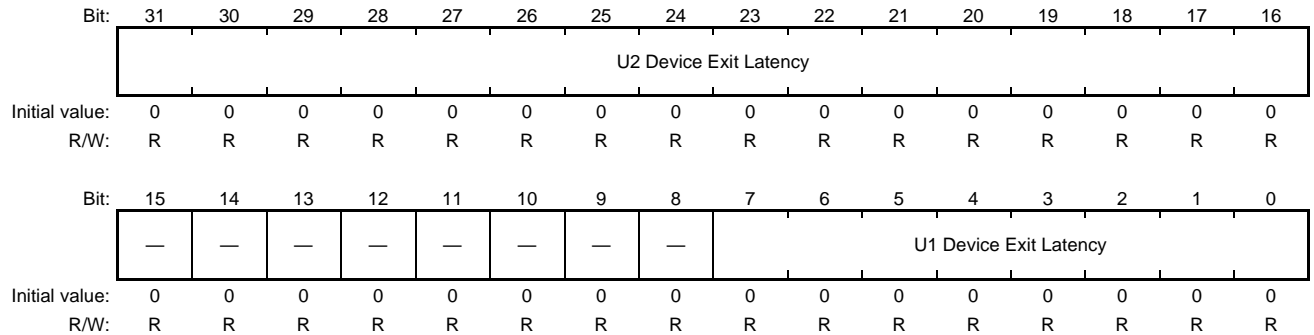 Bit: 31 30 29 28 27 26 25 24 23 22 21 20 19 18 17 16
U2 Device Exit Latency
Initial value: 0 0 0 0 0 0 0 0 0 0 0 0 0 0 0 0
R/W: R R R R R R R R R R R R R R R R
Bit: 15 14 13 12 11 10 9 8 7 6 5 4 3 2 1 0
— — — — — — — — U1 Device Exit Latency
Initial value: 0 0 0 0 0 0 0 0 0 0 0 0 0 0 0 0
R/W: R R R R R R R R R R R R R R R R